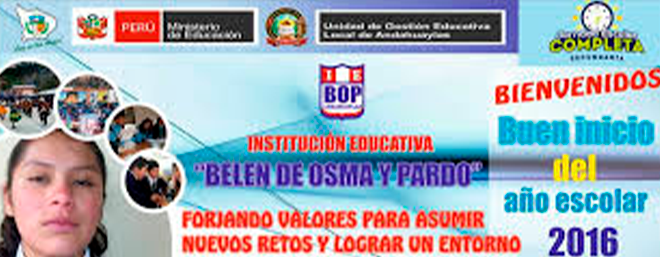 PERÚ
Ministerio
de Educación
Unidad de Gestión Educativa
Local de Andahuaylas
COMPLETA
SECUNDARIA
I E
BOP
BIENVENIDOS
INSTITUCIÓN EDUCATIVA
"BELEN DE OSMA Y PARDO"
Buen inicio
del
año escolar
2016
FORJANDO VALORES PARA ASUMIR
NUEVOS RETOS Y LOGRAR UN ENTORNO